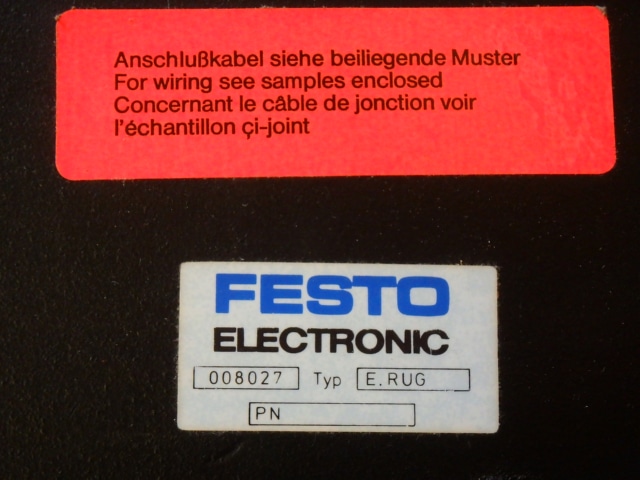 Anschlußkabel siehe beiliegende Muster
For wiring see samples enclosed
Concernant le câble de jonction voir
l'échantillon çi-joint
FESTO
ELECTRONIC
008027 Typ E.RUG
PN